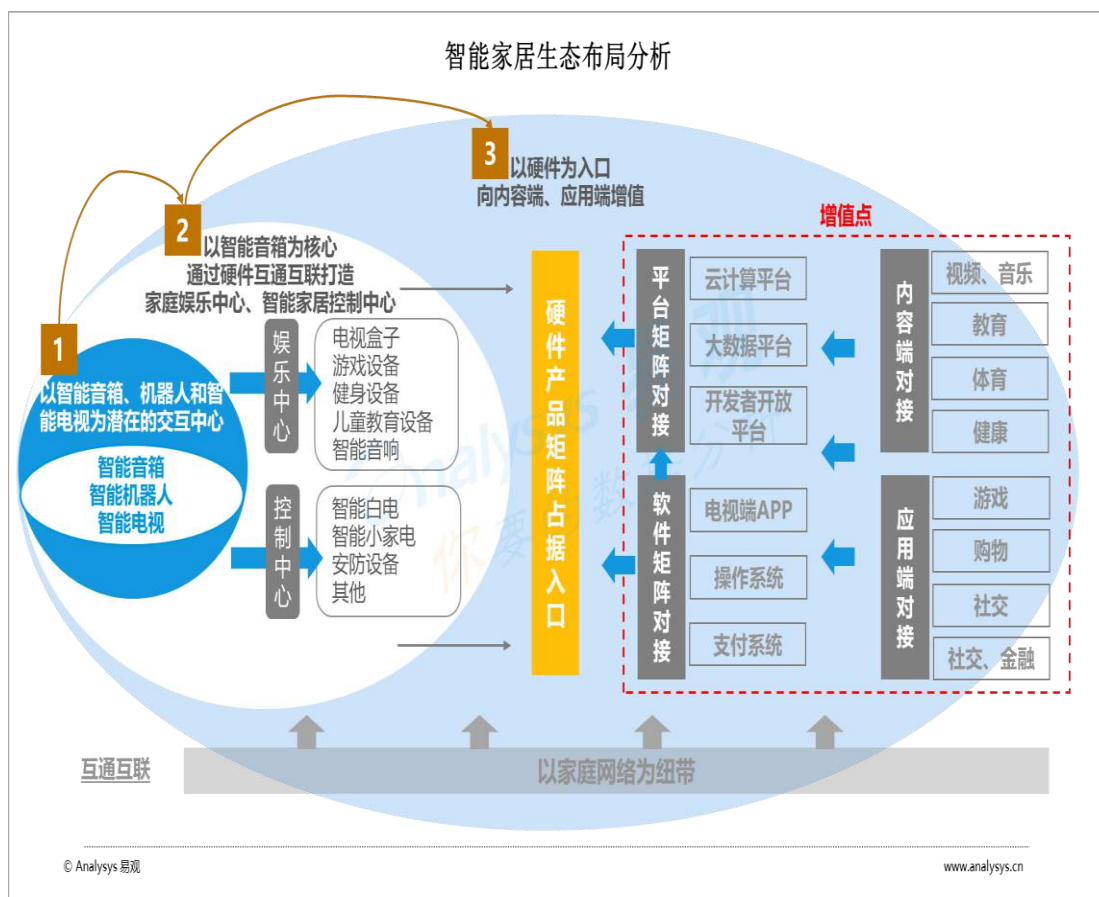 智能家居生态布局分析
3
以硬件为入口
向内容端、应用端增值
2
以智能音箱为核心
通过硬件互通互联打造
家庭娱乐中心、智能家居控制中心
1
以智能音箱、机器人和智
能电视为潜在的交互中心
智能音箱
智能机器人
智能电视
娱乐中心
电视盒子
游戏设备
健身设备
儿童教育设备
智能音响
控制中心
智能白电
智能小家电
安防设备
其他
硬件产品矩阵占据入口
增值点
平台矩阵对接
云计算平台
大数据平台
开发者开放
平台
软件矩阵对接
电视端APP
操作系统
支付系统
内容端对接
视频、音乐
教育
体育
健康
应用端对接
游戏
购物
社交
社交、金融
互通互联
以家庭网络为纽带
© Analysys 易观
www.analysys.cn